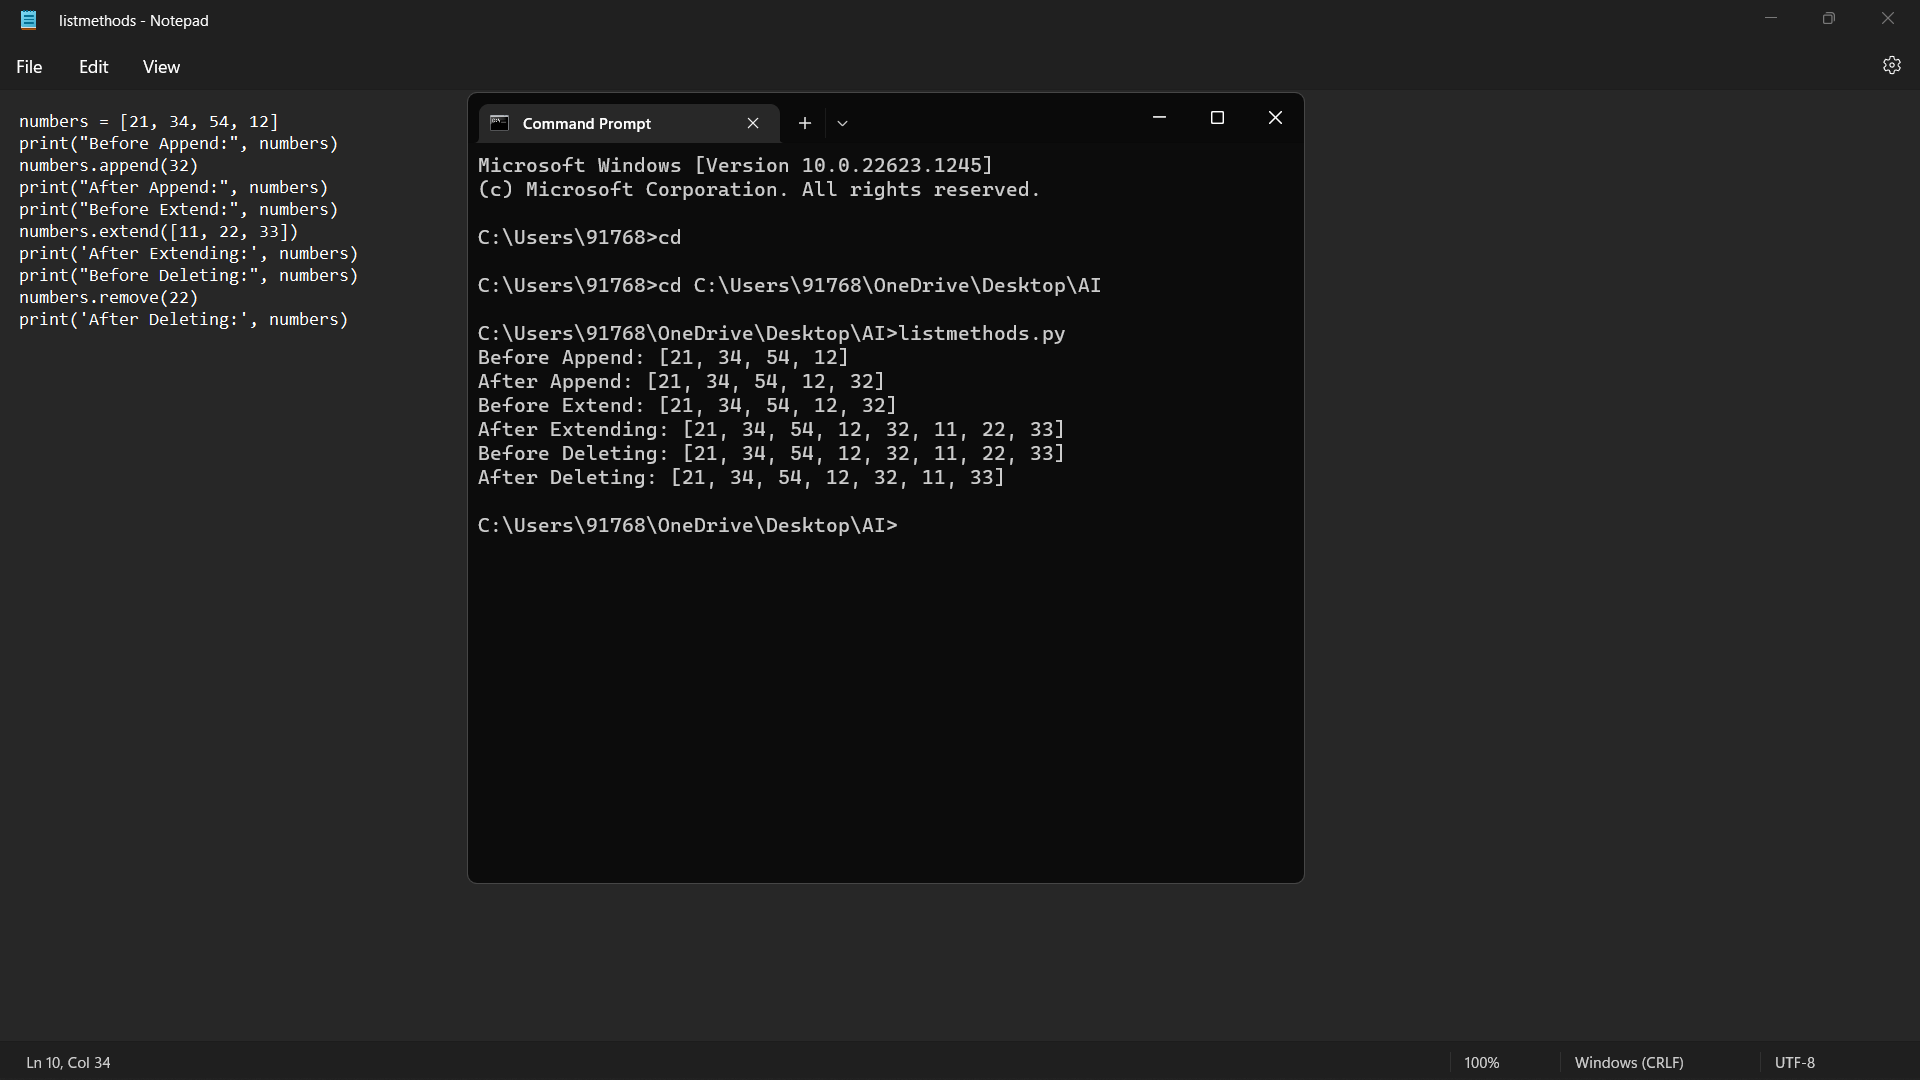 listmethods - Notepad
File Edit View
numbers = [21, 34, 54, 12]
print("Before Append:", numbers)
numbers.append(32)
print("After Append:", numbers)
print("Before Extend:", numbers)
numbers.extend([11, 22, 33])
print('After Extending:', numbers)
print("Before Deleting:", numbers)
numbers.remove(22)
print('After Deleting:', numbers)
Command Prompt
Microsoft Windows [Version 10.0.22623.1245]
(c) Microsoft Corporation. All rights reserved.
C:\Users\91768>cd
C:\Users\91768>cd C:\Users\91768\OneDrive\Desktop\AI
C:\Users\91768\OneDrive\Desktop\AI>listmethods.py
Before Append: [21, 34, 54, 12]
After Append: [21, 34, 54, 12, 32]
Before Extend: [21, 34, 54, 12, 32]
After Extending: [21, 34, 54, 12, 32, 11, 22, 33]
Before Deleting: [21, 34, 54, 12, 32, 11, 22, 33]
After Deleting: [21, 34, 54, 12, 32, 11, 33]
C:\Users\91768\OneDrive\Desktop\AI>
Ln 10, Col 34
100%
Windows (CRLF)
UTF-8